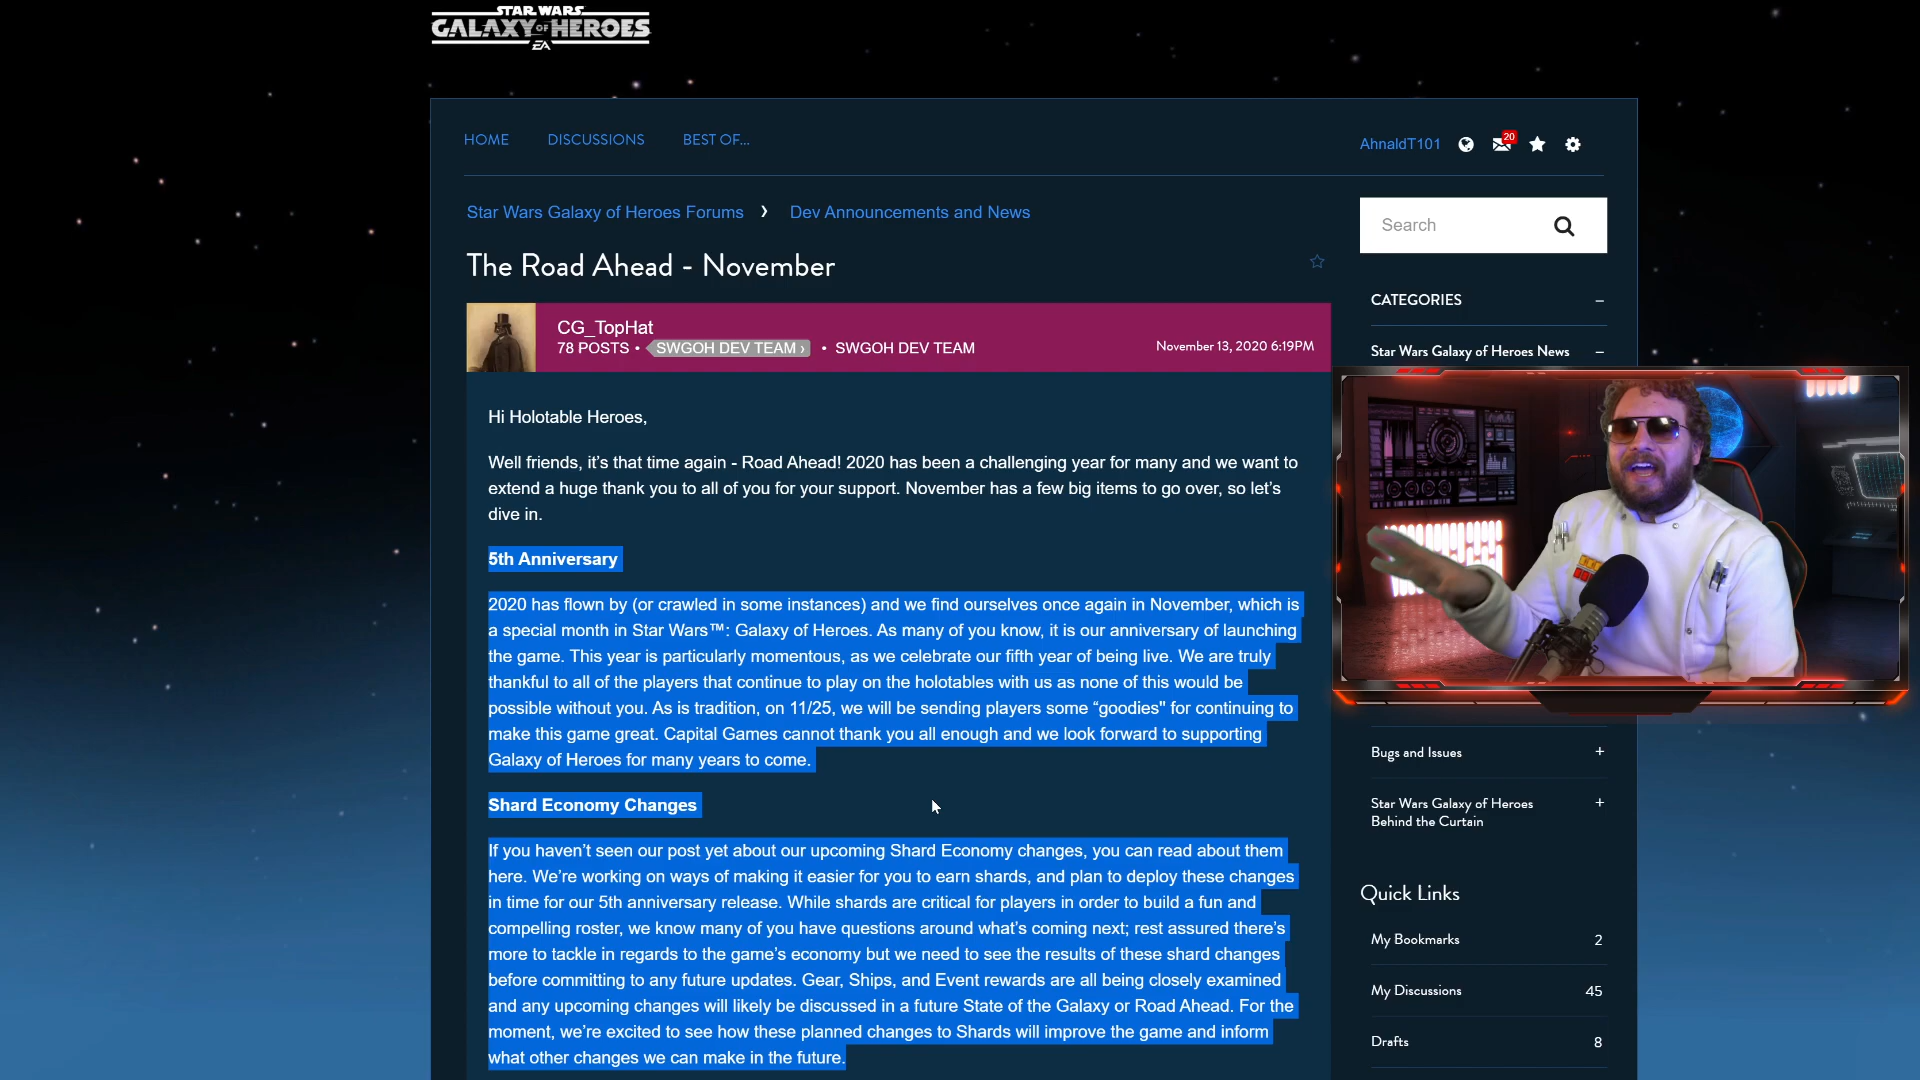 STAR WARS
GALAXY OF HEROES
EA
HOME
DISCUSSIONS
BEST OF...
AhnaldT101
20
Star Wars Galaxy of Heroes Forums › Dev Announcements and News
Search
The Road Ahead - November
CATEGORIES
CG_TopHat
78 POSTS • SWGOH DEV TEAM › • SWGOH DEV TEAM
November 13, 2020 6:19PM
Star Wars Galaxy of Heroes News
Hi Holotable Heroes,
Well friends, it's that time again - Road Ahead! 2020 has been a challenging year for many and we want to
extend a huge thank you to all of you for your support. November has a few big items to go over, so let's
dive in.
5th Anniversary
2020 has flown by (or crawled in some instances) and we find ourselves once again in November, which is
a special month in Star Wars™: Galaxy of Heroes. As many of you know, it is our anniversary of launching
the game. This year is particularly momentous, as we celebrate our fifth year of being live. We are truly
thankful to all of the players that continue to play on the holotables with us as none of this would be
possible without you. As is tradition, on 11/25, we will be sending players some “goodies" for continuing to
make this game great. Capital Games cannot thank you all enough and we look forward to supporting
Galaxy of Heroes for many years to come.
Shard Economy Changes
If you haven't seen our post yet about our upcoming Shard Economy changes, you can read about them
here. We're working on ways of making it easier for you to earn shards, and plan to deploy these changes
in time for our 5th anniversary release. While shards are critical for players in order to build a fun and
compelling roster, we know many of you have questions around what's coming next; rest assured there's
more to tackle in regards to the game's economy but we need to see the results of these shard changes
before committing to any future updates. Gear, Ships, and Event rewards are all being closely examined
and any upcoming changes will likely be discussed in a future State of the Galaxy or Road Ahead. For the
moment, we're excited to see how these planned changes to Shards will improve the game and inform
what other changes we can make in the future.
Bugs and Issues
Star Wars Galaxy of Heroes
Behind the Curtain
Quick Links
My Bookmarks 2
My Discussions 45
Drafts 8